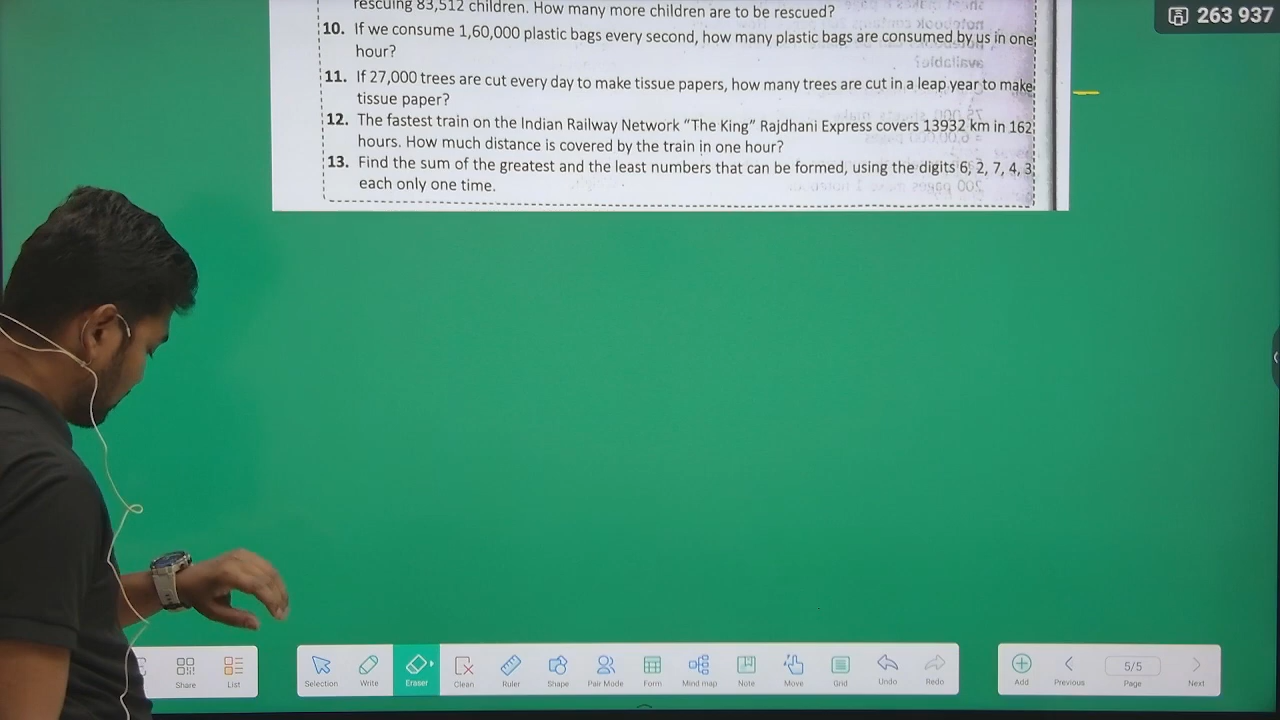 rescuing 83,512 children. How many more children are to be rescued?
263 937
10. If we consume 1,60,000 plastic bags every second, how many plastic bags are consumed by us in one
hour?
11. If 27,000 trees are cut every day to make tissue papers, how many trees are cut in a leap year to make
tissue paper?
12. The fastest train on the Indian Railway Network "The King" Rajdhani Express covers 13932 km in 162
hours. How much distance is covered by the train in one hour?
13. Find the sum of the greatest and the least numbers that can be formed, using the digits 6, 2, 7, 4, 3,
each only one time.
Share List Selection Write Eraser Clean Ruler Shape Pair Mode Form Mind map Note Move Grid Undo Redo Add Previous 5/5 Page Next